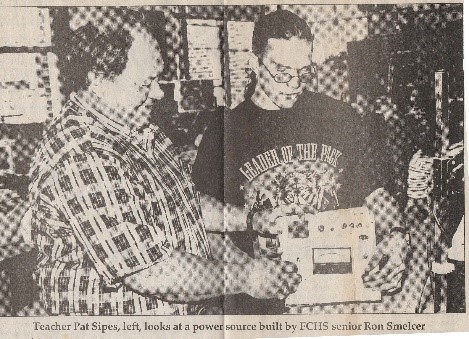 LEADER OF THE PACK
Teacher Pat Sipes, left, looks at a power source built by FCHS senior Ron Smelcer